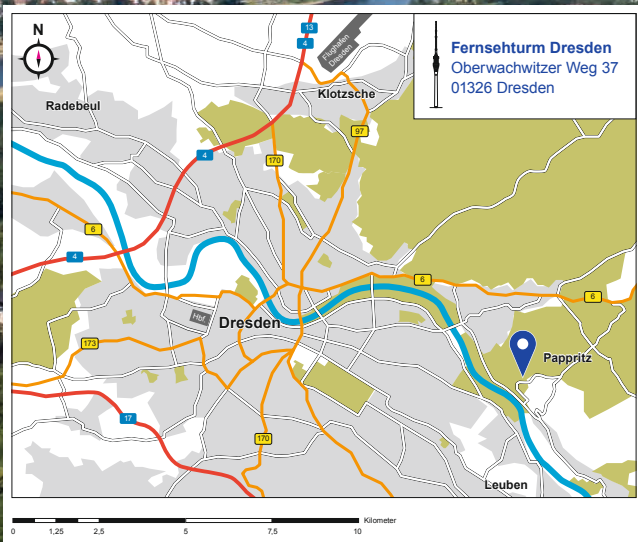 N
13
4
Flughafen
Dresden
Fernsehturm Dresden
Oberwachwitzer Weg 37
01326 Dresden
Radebeul
Klotzsche
97
4
170
6
4
6
6
Hbf
Dresden
173
Pappritz
17
170
Leuben
Kilometer
0 1,25 2,5 5 7,5 10